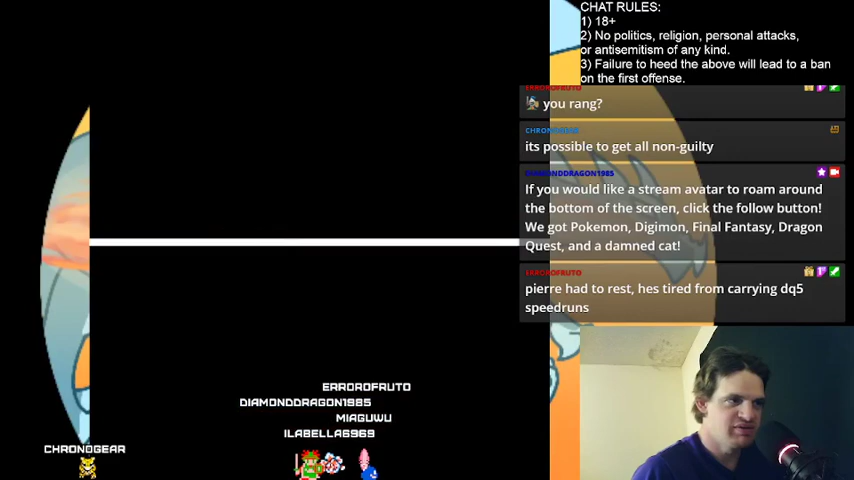 CHAT RULES:
1) 18+
2) No politics, religion, personal attacks,
or antisemitism of any kind.
3) Failure to heed the above will lead to a ban
on the first offense.
ERROROFRUTO
you rang?
CHRONOGEAR
its possible to get all non-guilty
DIAMONDDRAGON1985
If you would like a stream avatar to roam around
the bottom of the screen, click the follow button!
We got Pokemon, Digimon, Final Fantasy, Dragon
Quest, and a damned cat!
ERROROFRUTO
pierre had to rest, hes tired from carrying dq5
speedruns
ERROROFRUTO
DIAMONDDRAGON1985
MIAGUWU
ILABELLA6969
CHRONOGEAR